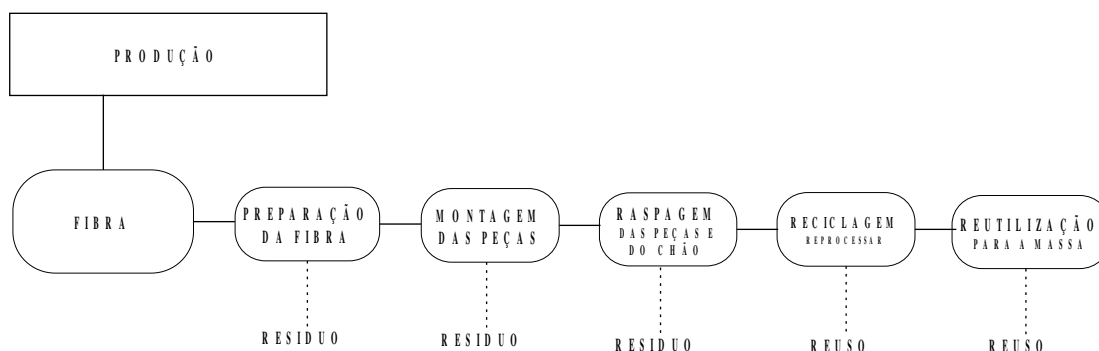 PRODUÇÃO
FIBRA
PREPARAÇÃO
DA FIBRA
MONTAGEM
DAS PEÇAS
RASPAGEM
DAS PEÇAS E
DO CHÃO
RECICLAGEM
REPROCESSAR
REUTILIZAÇÃO
PARA A MASSA
RESIDUO
RESIDUO
RESIDUO
REUSO
REUSO